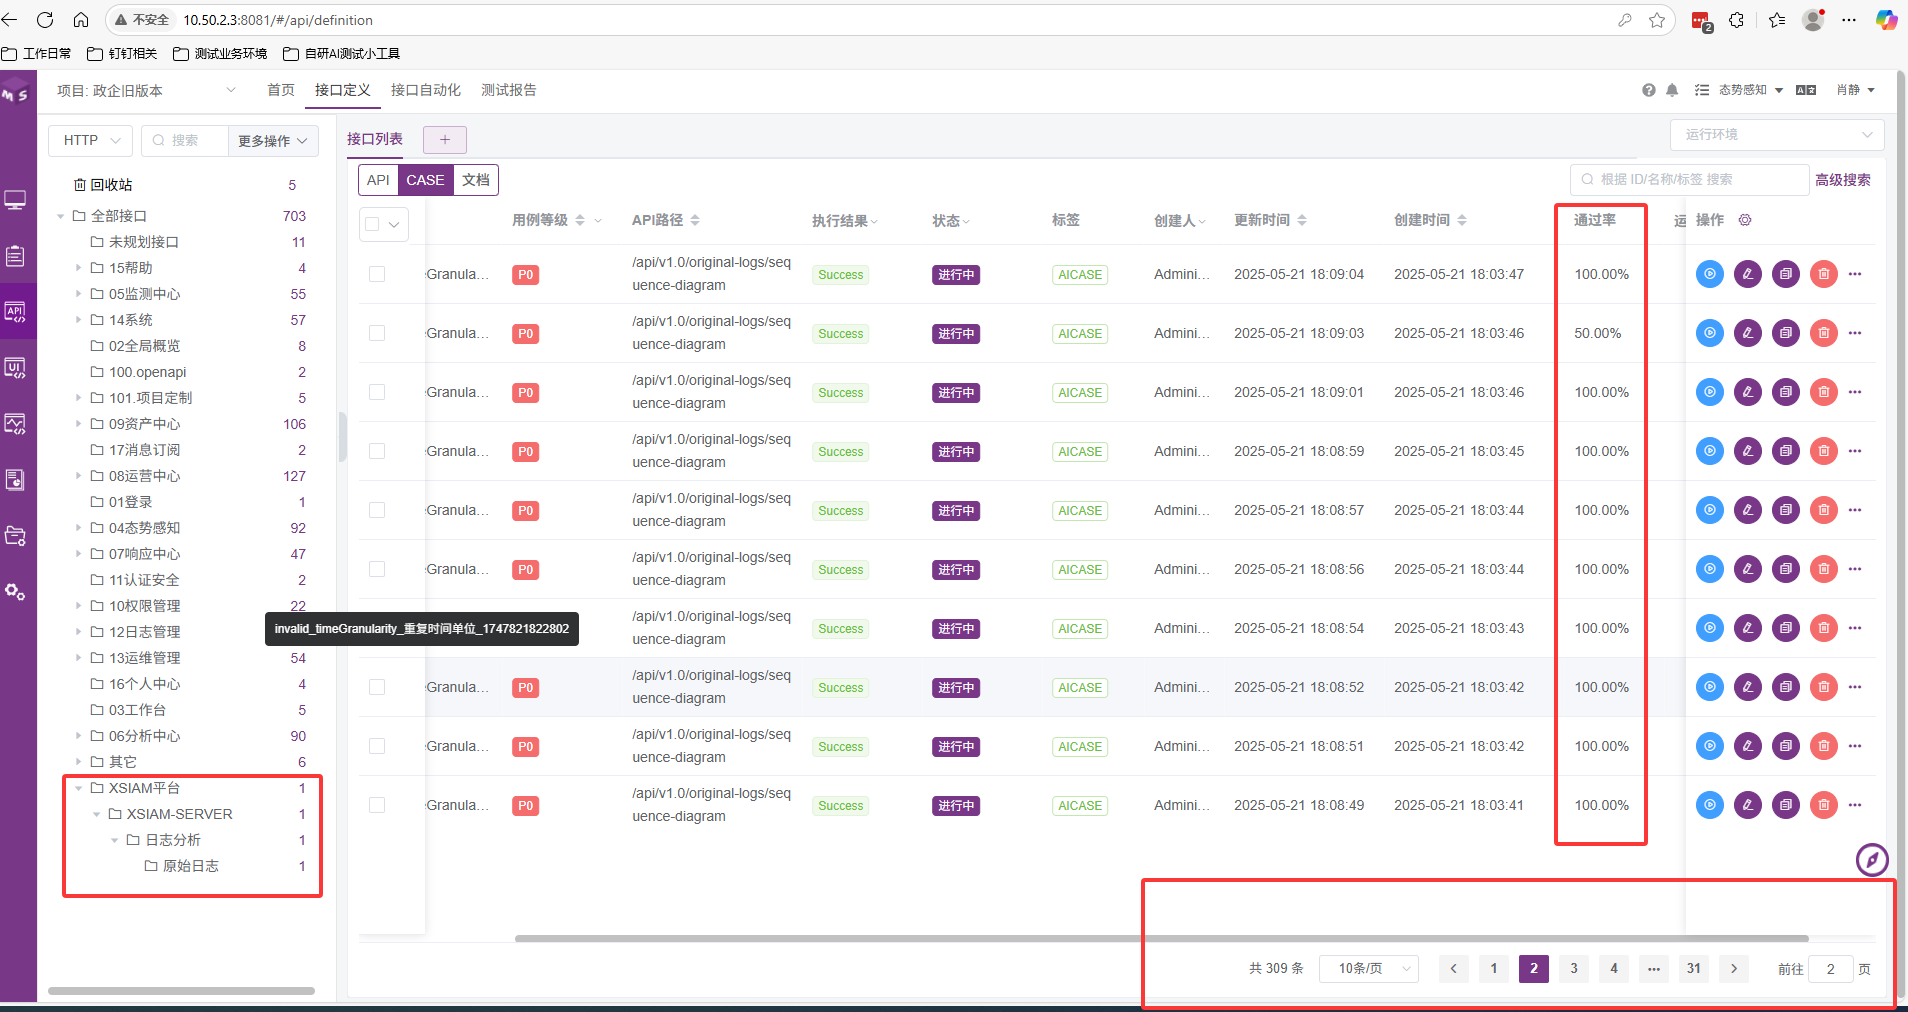 不安全 10.50.2.3:8081/#/api/definition
2
工作日常 钉钉相关 测试业务环境 自研AI测试小工具
MS 项目: 政企旧版本 首页 接口定义 接口自动化 测试报告 态势感知 肖静
HTTP 搜索 更多操作
接口列表 + 运行环境
API CASE 文档 根据 ID/名称/标签 搜索 高级搜索
回收站 5
全部接口 703
未规划接口 11
15帮助 4
05监测中心 55
14系统 57
02全局概览 8
100.openapi 2
101.项目定制 5
09资产中心 106
17消息订阅 2
08运营中心 127
01登录 1
04态势感知 92
07响应中心 47
11认证安全 2
10权限管理 22
12日志管理
13运维管理 54
16个人中心 4
03工作台 5
06分析中心 90
其它 6
XSIAM平台 1
XSIAM-SERVER 1
日志分析 1
原始日志 1
API
UI
用例等级 API路径 执行结果 状态 标签 创建人 更新时间 创建时间 通过率 操作
Granula... P0 /api/v1.0/original-logs/seq Success 进行中 AICASE Admini... 2025-05-21 18:09:04 2025-05-21 18:03:47 100.00%
uence-diagram
Granula... P0 /api/v1.0/original-logs/seq Success 进行中 AICASE Admini... 2025-05-21 18:09:03 2025-05-21 18:03:46 50.00%
uence-diagram
Granula... P0 /api/v1.0/original-logs/seq Success 进行中 AICASE Admini... 2025-05-21 18:09:01 2025-05-21 18:03:46 100.00%
uence-diagram
Granula... P0 /api/v1.0/original-logs/seq Success 进行中 AICASE Admini... 2025-05-21 18:08:59 2025-05-21 18:03:45 100.00%
uence-diagram
Granula... P0 /api/v1.0/original-logs/seq Success 进行中 AICASE Admini... 2025-05-21 18:08:57 2025-05-21 18:03:44 100.00%
uence-diagram
Granula... P0 /api/v1.0/original-logs/seq Success 进行中 AICASE Admini... 2025-05-21 18:08:56 2025-05-21 18:03:44 100.00%
uence-diagram
invalid_timeGranularity_重复时间单位_1747821822802
P0 /api/v1.0/original-logs/seq Success 进行中 AICASE Admini... 2025-05-21 18:08:54 2025-05-21 18:03:43 100.00%
uence-diagram
Granula... P0 /api/v1.0/original-logs/seq Success 进行中 AICASE Admini... 2025-05-21 18:08:52 2025-05-21 18:03:42 100.00%
uence-diagram
Granula... P0 /api/v1.0/original-logs/seq Success 进行中 AICASE Admini... 2025-05-21 18:08:51 2025-05-21 18:03:42 100.00%
uence-diagram
Granula... P0 /api/v1.0/original-logs/seq Success 进行中 AICASE Admini... 2025-05-21 18:08:49 2025-05-21 18:03:41 100.00%
uence-diagram
共 309 条 10条/页 1 2 3 4 ... 31 前往 2 页